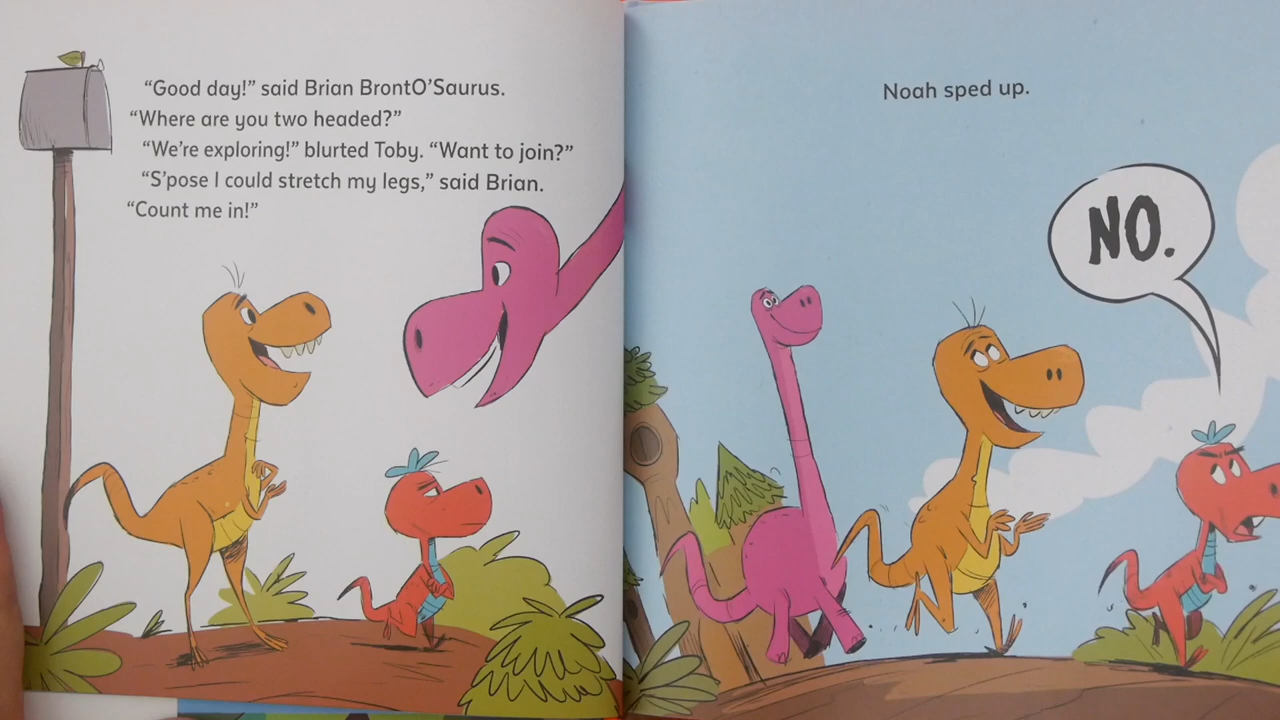 “Good day!” said Brian BrontO’Saurus.
“Where are you two headed?”
“We’re exploring!” blurted Toby. “Want to join?”
“S’pose I could stretch my legs,” said Brian.
“Count me in!”
Noah sped up.
NO.